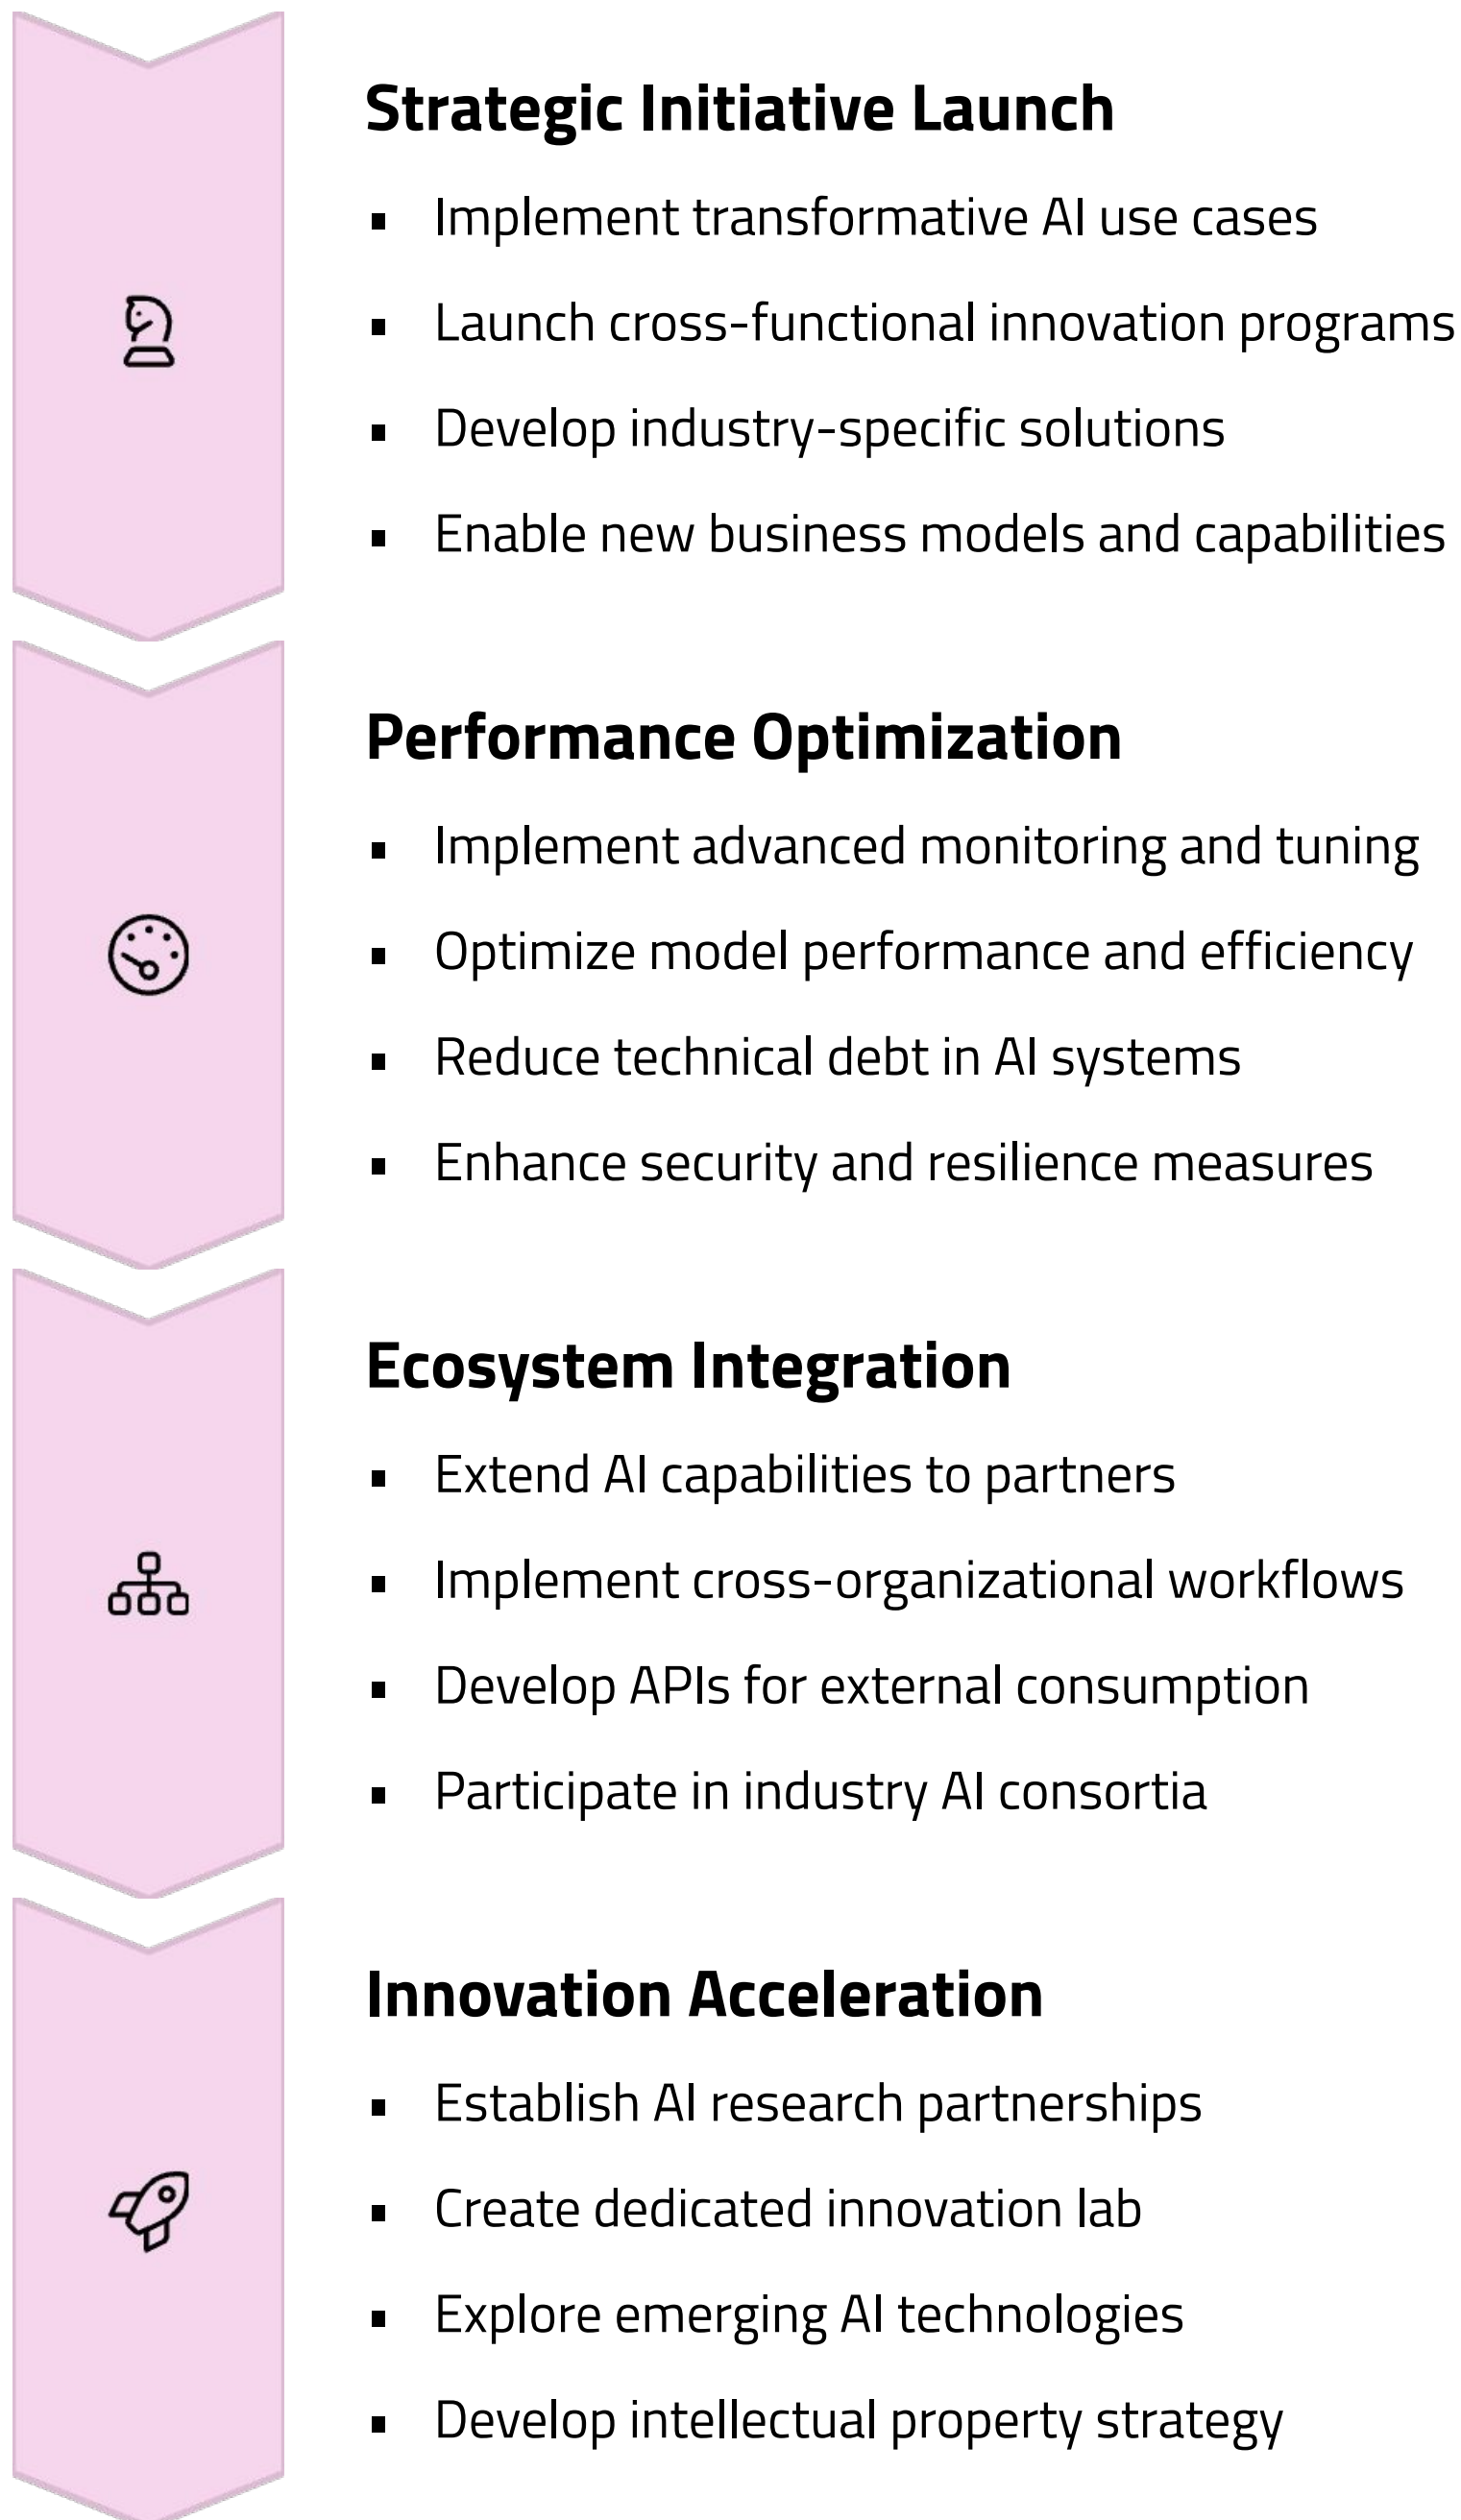 Strategic Initiative Launch
▪ Implement transformative AI use cases
▪ Launch cross-functional innovation programs
▪ Develop industry-specific solutions
▪ Enable new business models and capabilities
Performance Optimization
▪ Implement advanced monitoring and tuning
▪ Optimize model performance and efficiency
▪ Reduce technical debt in AI systems
▪ Enhance security and resilience measures
Ecosystem Integration
▪ Extend AI capabilities to partners
▪ Implement cross-organizational workflows
▪ Develop APIs for external consumption
▪ Participate in industry AI consortia
Innovation Acceleration
▪ Establish AI research partnerships
▪ Create dedicated innovation lab
▪ Explore emerging AI technologies
▪ Develop intellectual property strategy